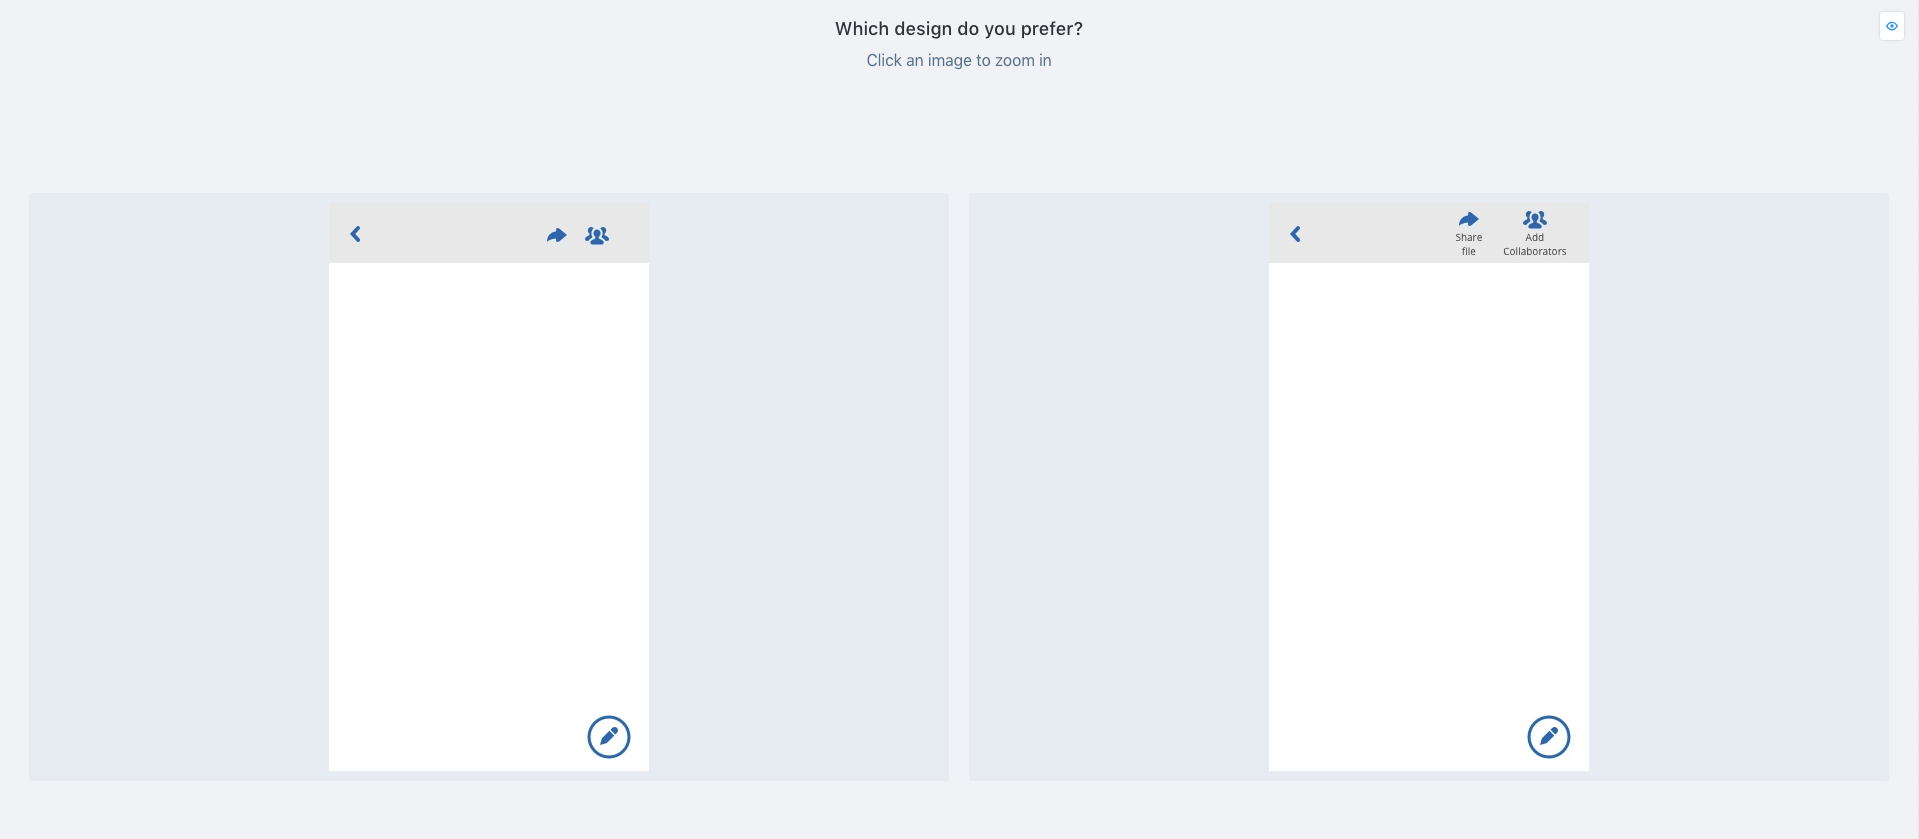 Which design do you prefer?
Click an image to zoom in
Share
file
Add
Collaborators